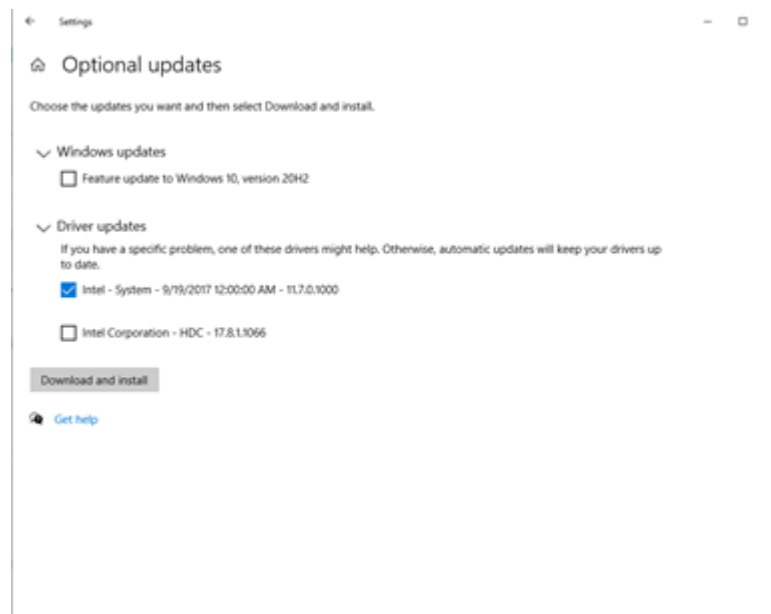 Settings
Optional updates
Choose the updates you want and then select Download and install.
Windows updates
Feature update to Windows 10, version 20H2
Driver updates
If you have a specific problem, one of these drivers might help. Otherwise, automatic updates will keep your drivers up
to date.
Intel - System - 9/19/2017 12:00:00 AM - 11.7.0.1000
Intel Corporation - HDC - 17.8.1.1066
Download and install
Get help